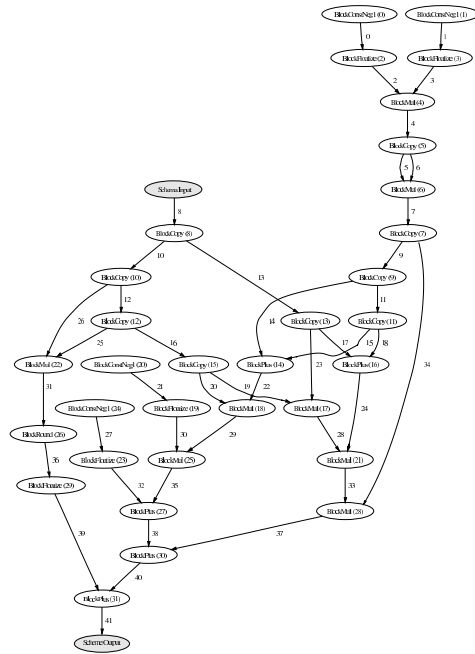 BlockConstNeg1 (0) BlockConstNeg1 (1)
0 1
BlockFloatize (2) BlockFloatize (3)
2 3
BlockMul (4)
4
BlockCopy (5)
5 6
SchemaInput BlockMul (6)
8 7
BlockCopy (8) BlockCopy (7)
10 13 9
BlockCopy (10) BlockCopy (9)
12 11
26 BlockCopy (12) 14 BlockCopy (13) BlockCopy (11)
25 16 17 15 18 34
BlockMul (22) BlockConstNeg1 (20) BlockCopy (15) BlockPlus (14) BlockPlus (16)
31 21 20 19 22 23
BlockConstNeg1 (24) BlockFloatize (19) BlockMul (18) BlockMul (17) 24
BlockRound (26) 27 30 29 28
36 BlockFloatize (23) BlockMul (25) BlockMul (21)
BlockFloatize (29) 32 35 33
BlockPlus (27) BlockMul (28)
39 38 37
BlockPlus (30)
40
BlockPlus (31)
41
SchemeOutput